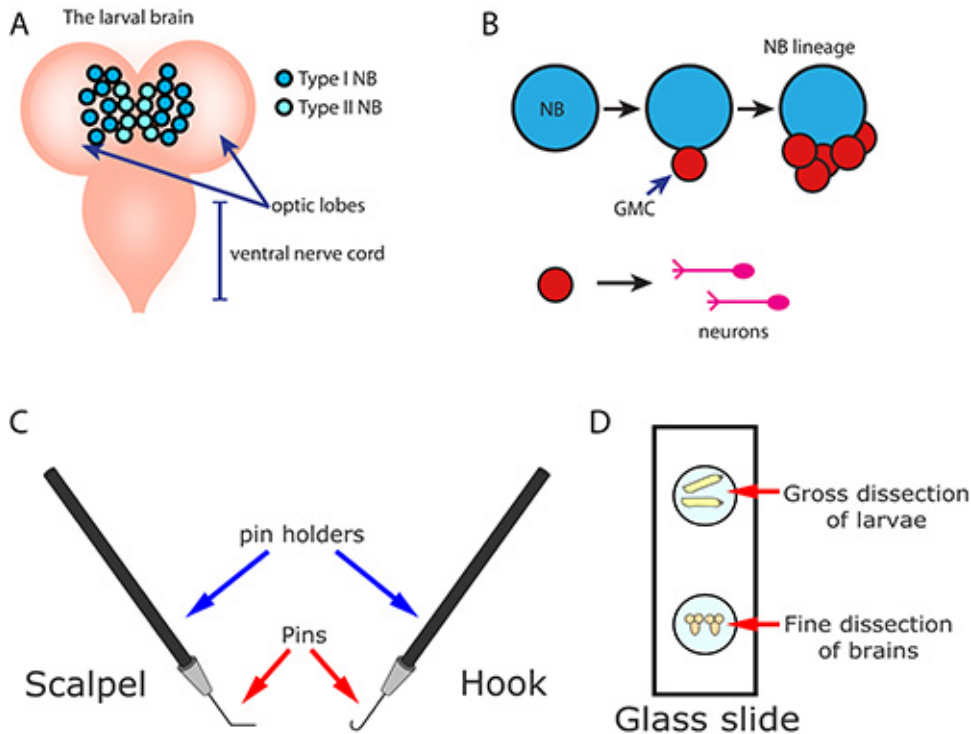 A
The larval brain
Type I NB
Type II NB
optic lobes
ventral nerve cord
B
NB lineage
NB
GMC
neurons
C
pin holders
Pins
Scalpel
Hook
D
Gross dissection
of larvae
Fine dissection
of brains
Glass slide